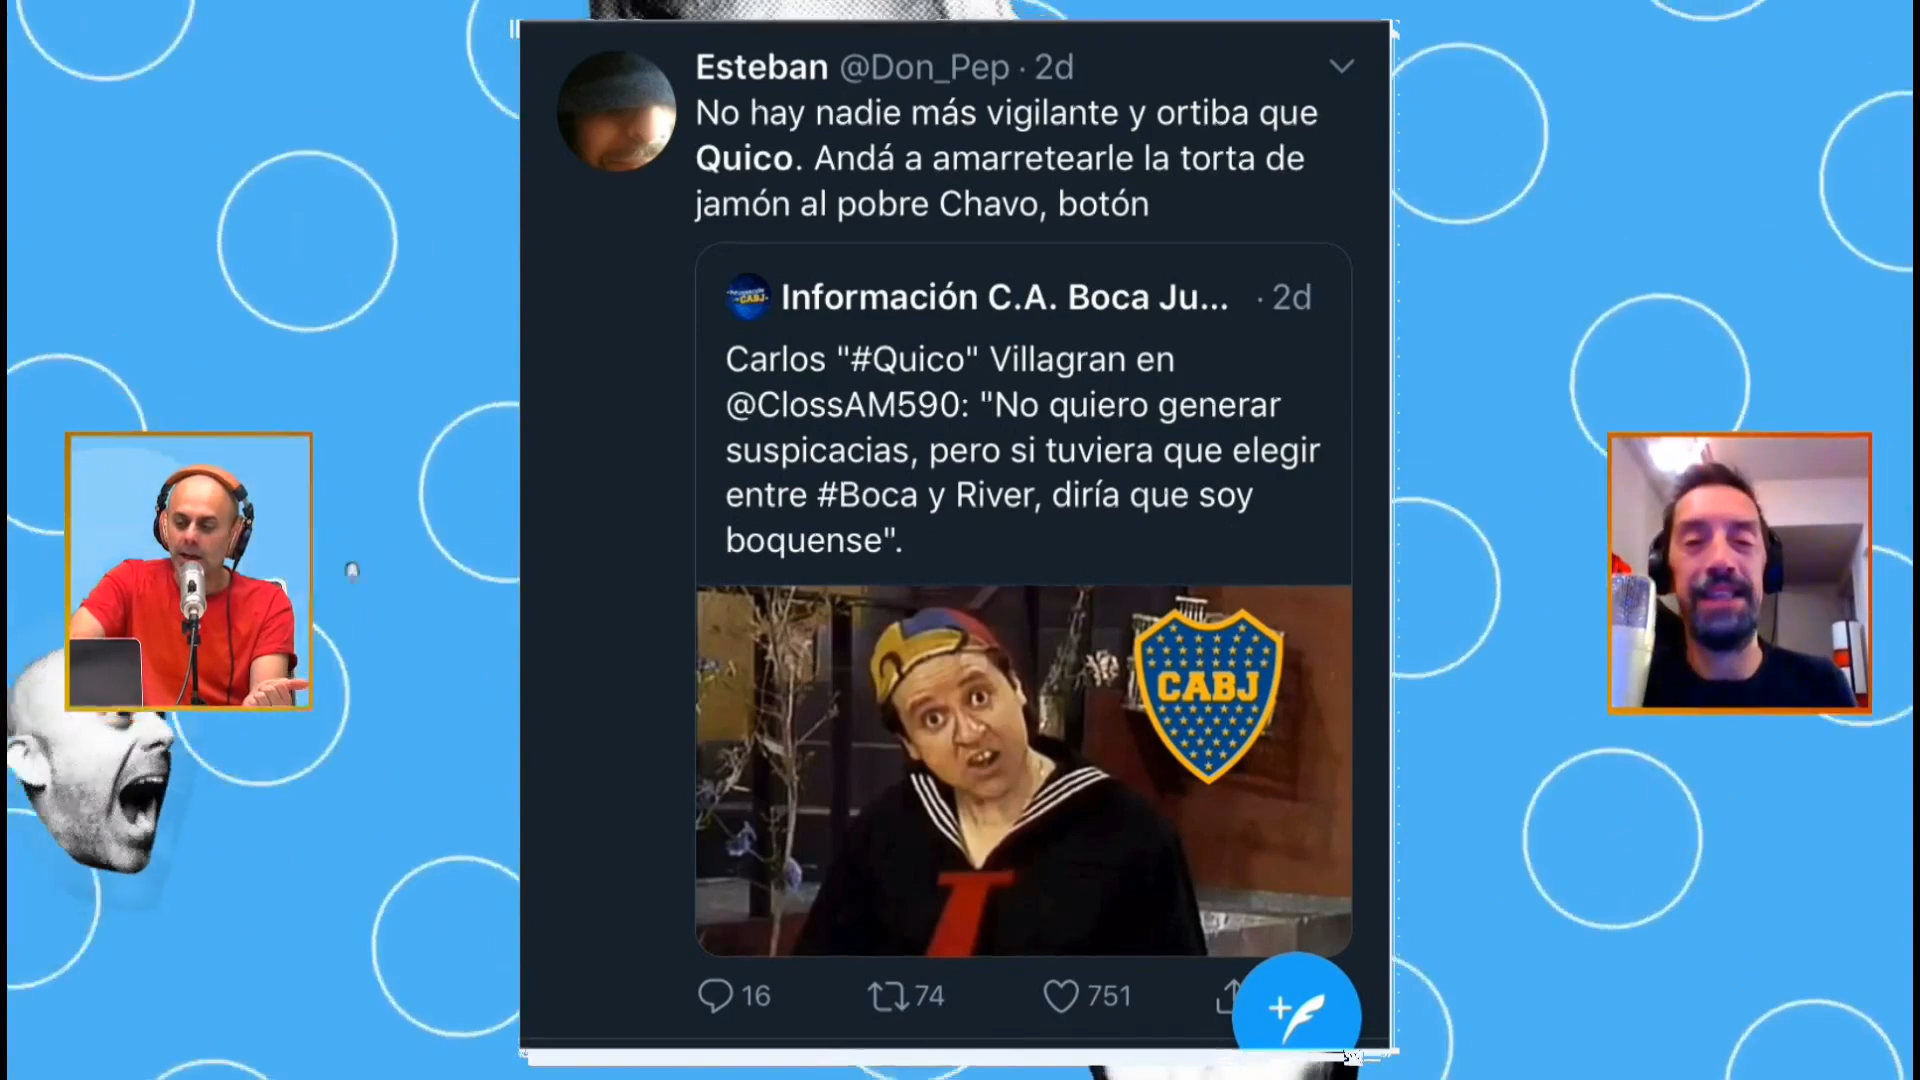 Esteban @Don_Pep · 2d
No hay nadie más vigilante y ortiba que
Quico. Andá a amarretearle la torta de
jamón al pobre Chavo, botón
Información C.A. Boca Ju... · 2d
Carlos "#Quico" Villagran en
@ClossAM590: "No quiero generar
suspicacias, pero si tuviera que elegir
entre #Boca y River, diría que soy
boquense".
CABJ
16 74 751